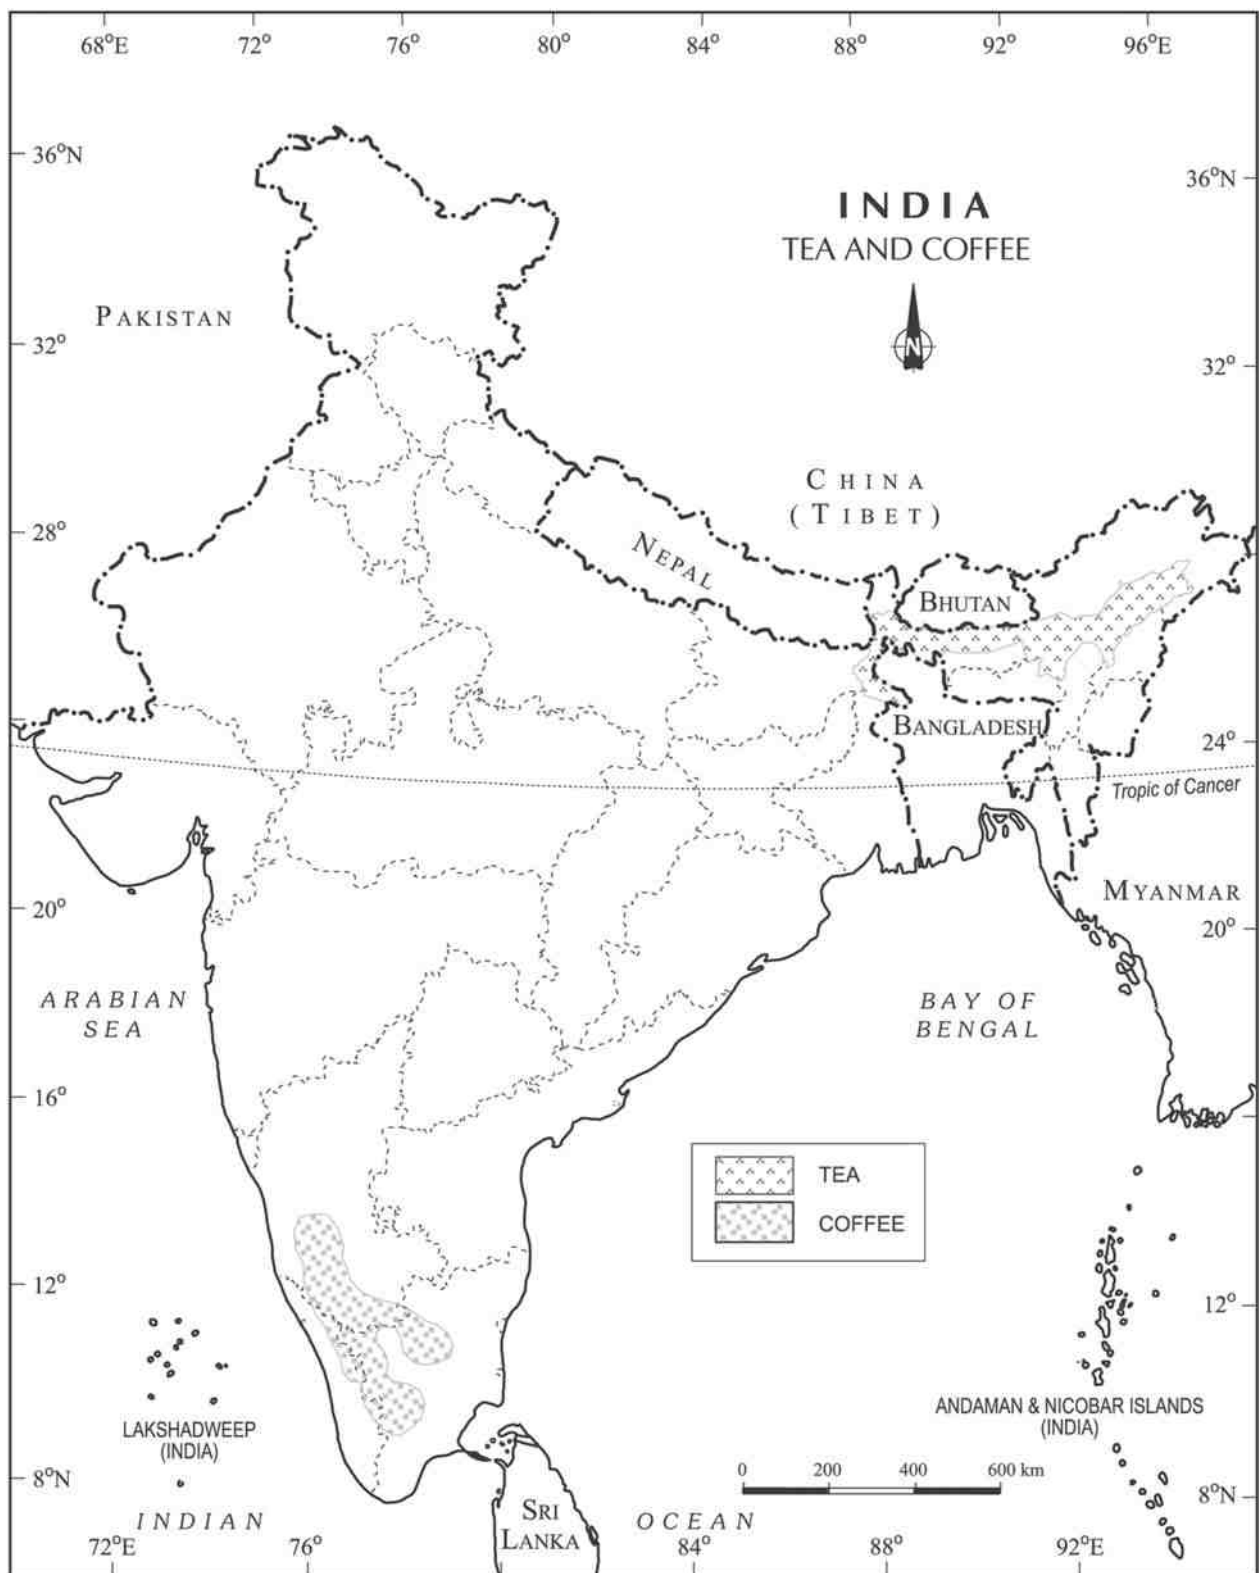 68°E 72° 76° 80° 84° 88° 92° 96°E
36°N
36°N
INDIA
TEA AND COFFEE
N
PAKISTAN
32°
32°
CHINA
(TIBET)
28°
28°
NEPAL
BHUTAN
BANGLADESH
24°
Tropic of Cancer
MYANMAR
20°
20°
ARABIAN
SEA
BAY OF
BENGAL
16°
TEA
COFFEE
12°
12°
ANDAMAN & NICOBAR ISLANDS
(INDIA)
LAKSHADWEEP
(INDIA)
8°N
0 200 400 600 km
8°N
SRI
LANKA
INDIAN
OCEAN
72°E 76° 84° 88° 92°E